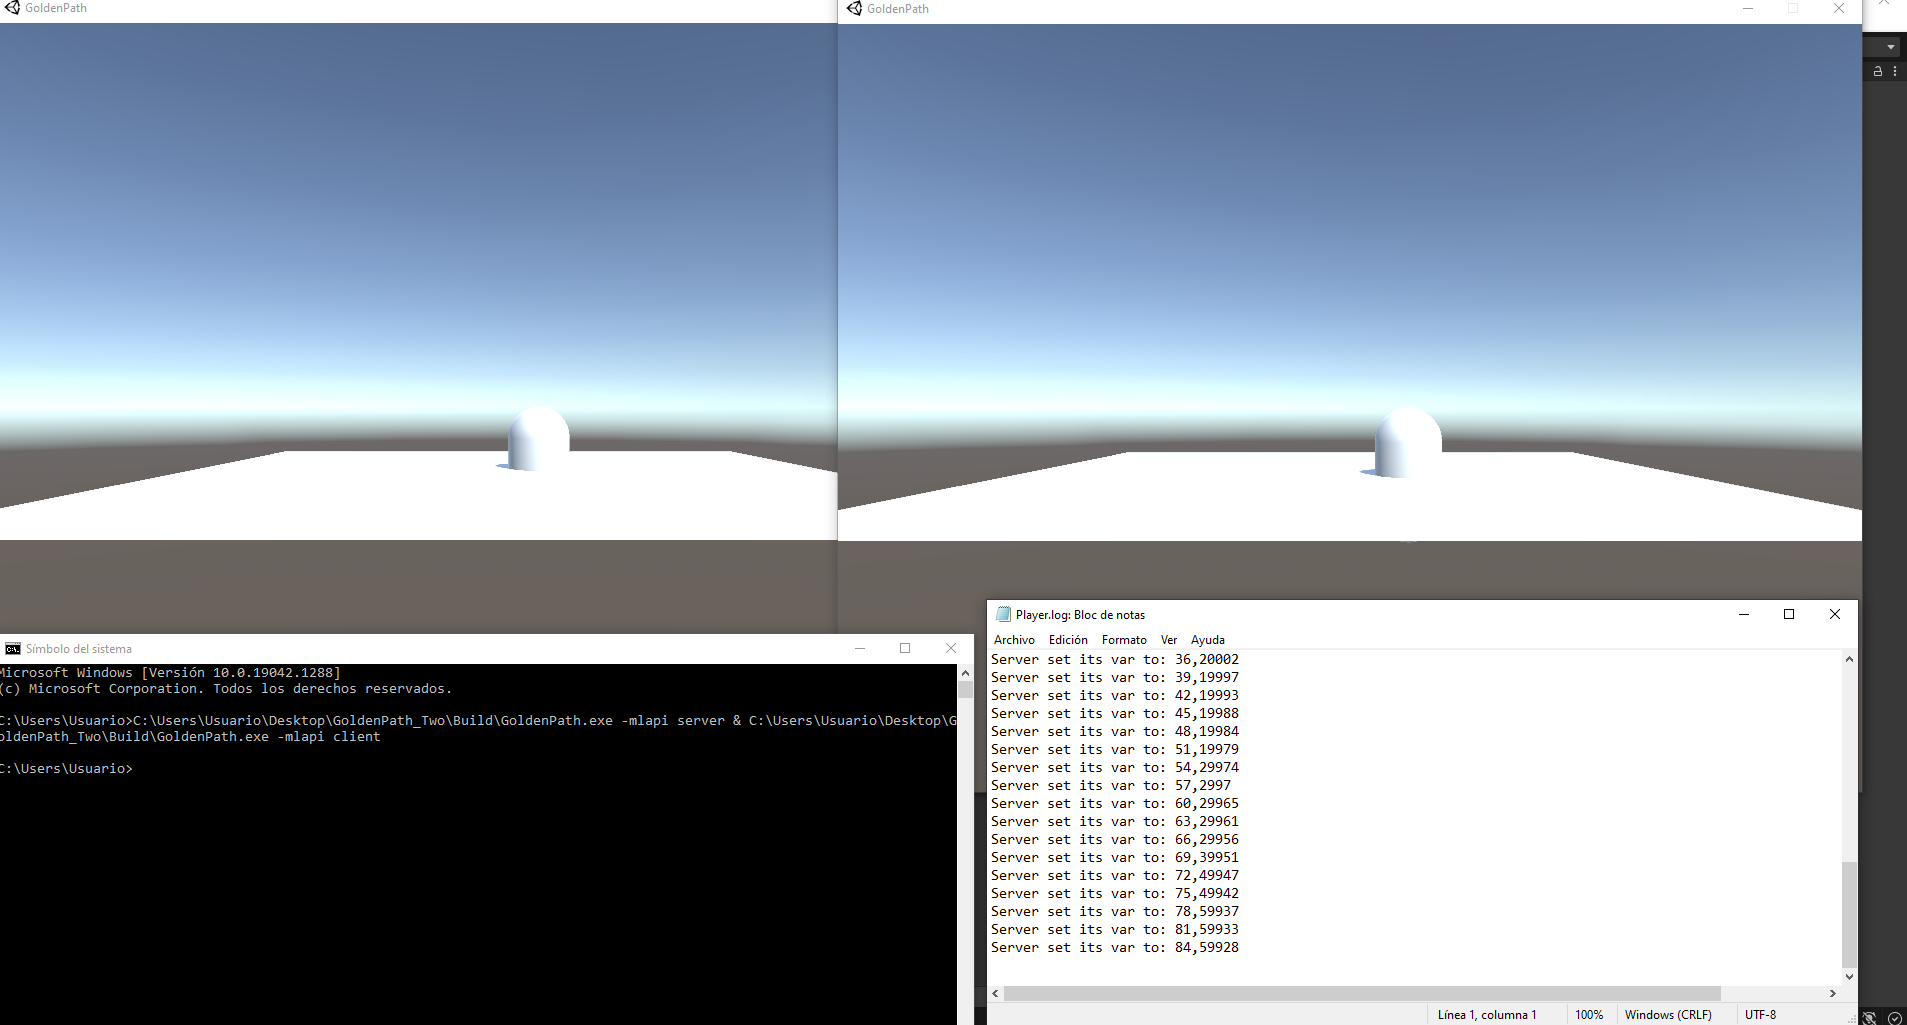 GoldenPath
GoldenPath
Símbolo del sistema
Microsoft Windows [Versión 10.0.19042.1288]
(c) Microsoft Corporation. Todos los derechos reservados.
C:\Users\Usuario>C:\Users\Usuario\Desktop\GoldenPath_Two\Build\GoldenPath.exe -mlapi server & C:\Users\Usuario\Desktop\G
oldenPath_Two\Build\GoldenPath.exe -mlapi client
C:\Users\Usuario>
Player.log: Bloc de notas
Archivo Edición Formato Ver Ayuda
Server set its var to: 36,20002
Server set its var to: 39,19997
Server set its var to: 42,19993
Server set its var to: 45,19988
Server set its var to: 48,19984
Server set its var to: 51,19979
Server set its var to: 54,29974
Server set its var to: 57,2997
Server set its var to: 60,29965
Server set its var to: 63,29961
Server set its var to: 66,29956
Server set its var to: 69,39951
Server set its var to: 72,49947
Server set its var to: 75,49942
Server set its var to: 78,59937
Server set its var to: 81,59933
Server set its var to: 84,59928
Línea 1, columna 1 100% Windows (CRLF) UTF-8